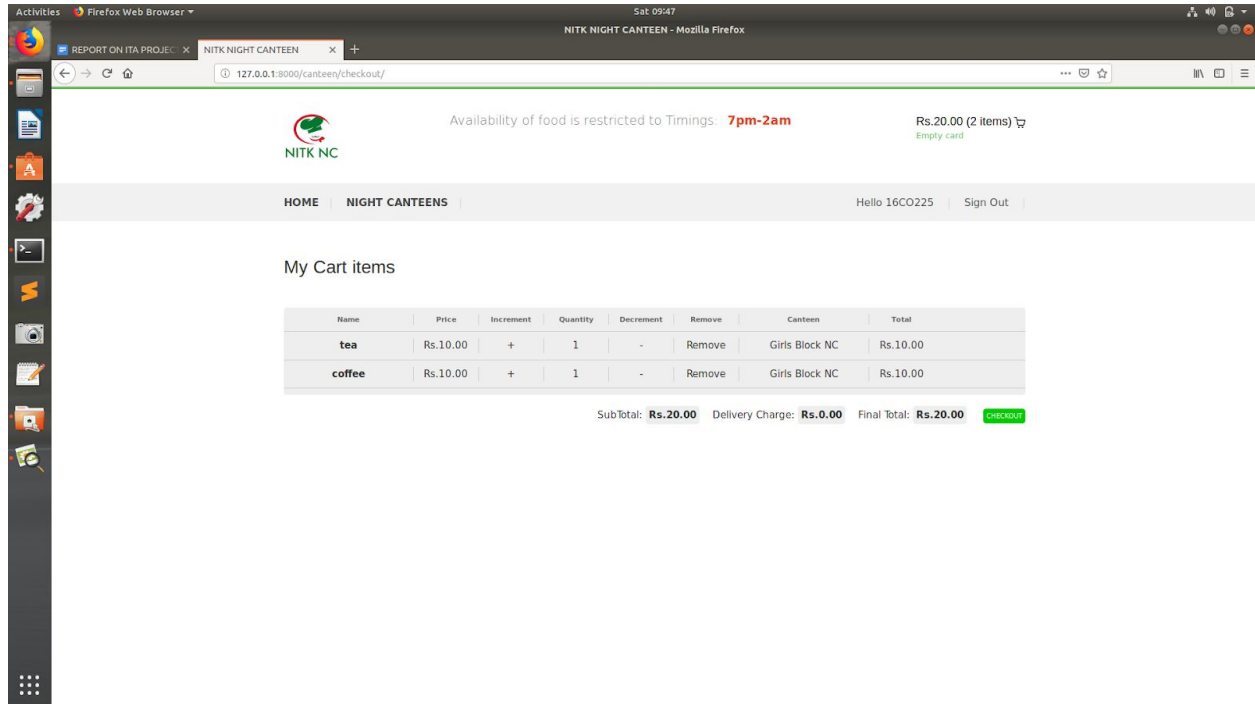 Activities Firefox Web Browser Sat 09:47
NITK NIGHT CANTEEN - Mozilla Firefox
REPORT ON ITA PROJEC × NITK NIGHT CANTEEN × +
127.0.0.1:8000/canteen/checkout/
NITK NC
Availability of food is restricted to Timings: 7pm-2am
Rs.20.00 (2 items)
Empty card
HOME NIGHT CANTEENS Hello 16CO225 Sign Out
My Cart items
Name Price Increment Quantity Decrement Remove Canteen Total
tea Rs.10.00 + 1 - Remove Girls Block NC Rs.10.00
coffee Rs.10.00 + 1 - Remove Girls Block NC Rs.10.00
SubTotal: Rs.20.00 Delivery Charge: Rs.0.00 Final Total: Rs.20.00 CHECKOUT